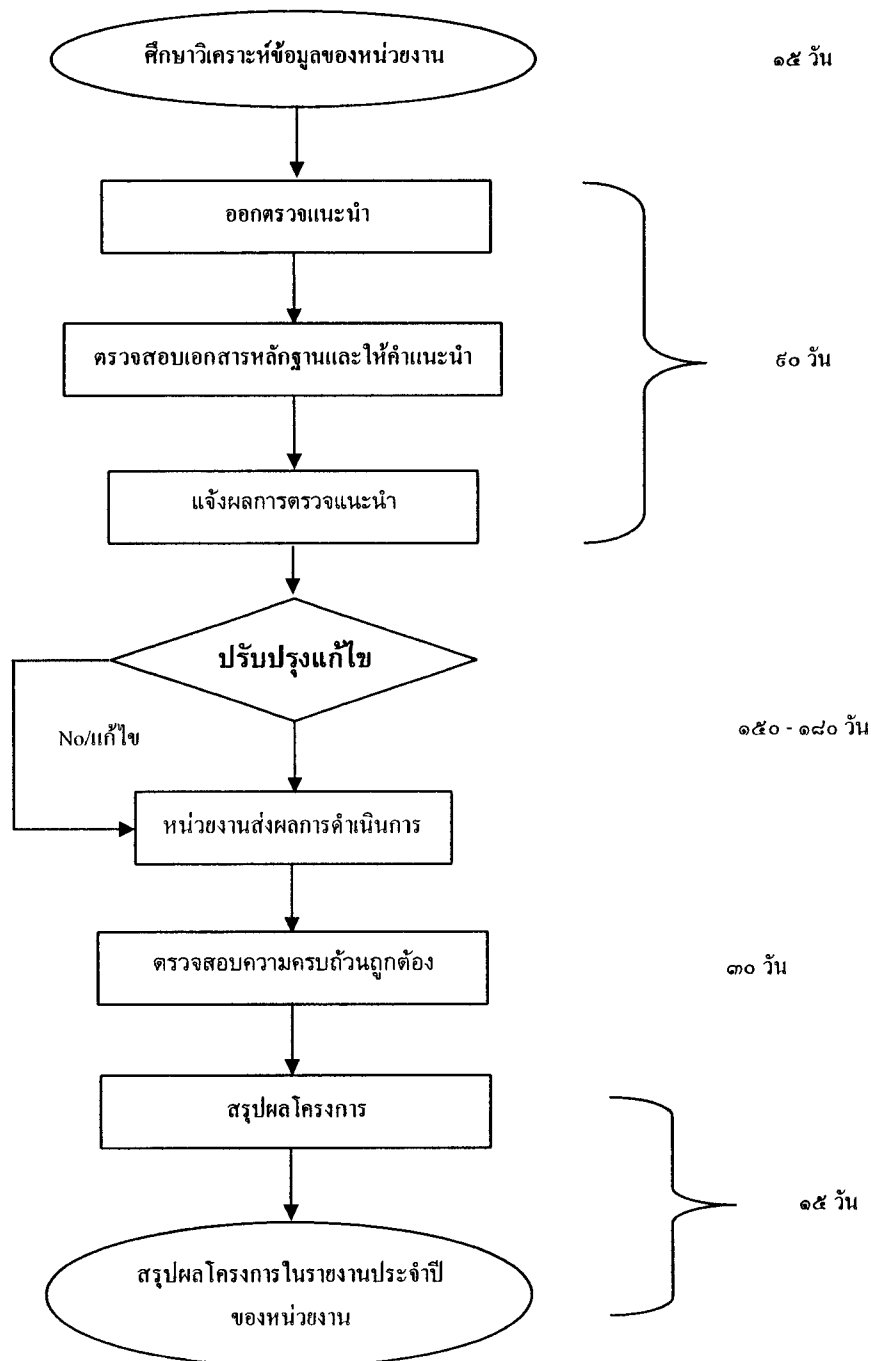 ศึกษาวิเคราะห์ข้อมูลของหน่วยงาน
๑๕ วัน
ออกตรวจแนะนำ
ตรวจสอบเอกสารหลักฐานและให้คำแนะนำ
๙๐ วัน
แจ้งผลการตรวจแนะนำ
ปรับปรุงแก้ไข
No/แก้ไข
๑๕๐ - ๑๘๐ วัน
หน่วยงานส่งผลการดำเนินการ
ตรวจสอบความครบถ้วนถูกต้อง
๓๐ วัน
สรุปผลโครงการ
๑๕ วัน
สรุปผลโครงการในรายงานประจำปี
ของหน่วยงาน